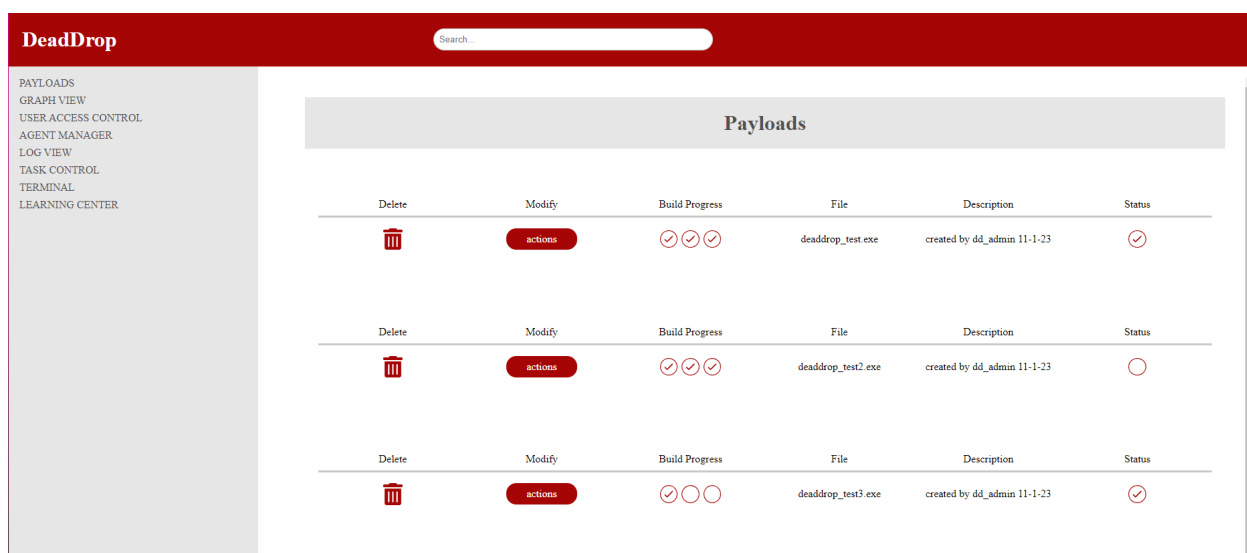 DeadDrop
Search...
PAYLOADS
GRAPH VIEW
USER ACCESS CONTROL
AGENT MANAGER
LOG VIEW
TASK CONTROL
TERMINAL
LEARNING CENTER
Payloads
Delete Modify Build Progress File Description Status
actions deaddrop_test.exe created by dd_admin 11-1-23
Delete Modify Build Progress File Description Status
actions deaddrop_test2.exe created by dd_admin 11-1-23
Delete Modify Build Progress File Description Status
actions deaddrop_test3.exe created by dd_admin 11-1-23